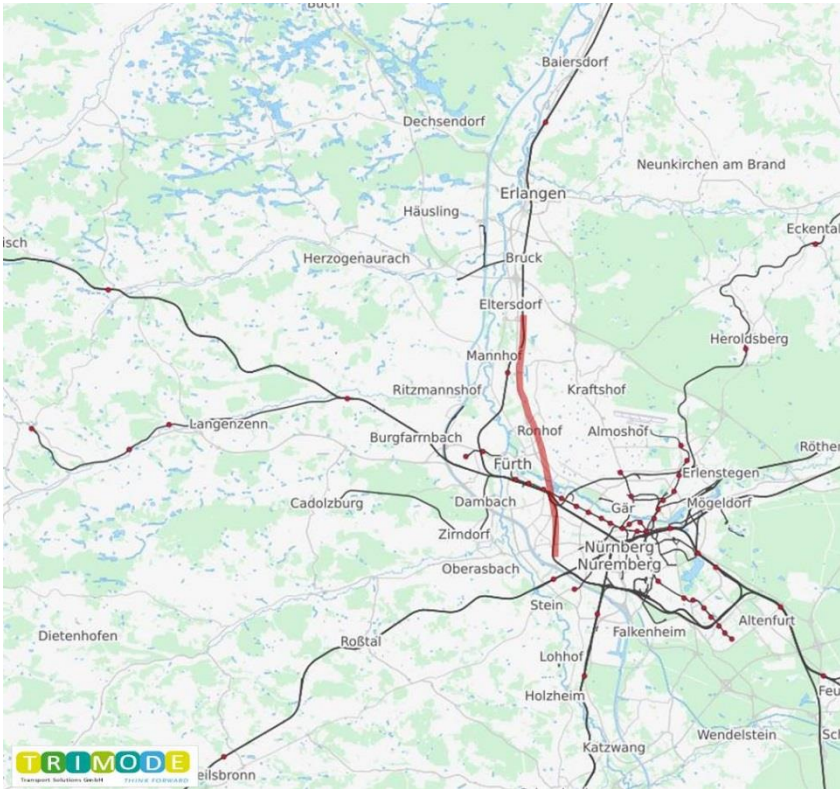 Buch
Baiersdorf
Dechsendorf
Neunkirchen am Brand
Erlangen
Häusling
Eckental
isch
Herzogenaurach
Bruck
Eltersdorf
Heroldsberg
Mannhof
Ritzmannshof
Kraftshof
Langenzenn
Ronhof
Almoshof
Burgfarrnbach
Röthen
Fürth
Erlenstegen
Cadolzburg
Dambach
Gär
Mögeldorf
Zirndorf
Nürnberg
Nuremberg
Oberasbach
Stein
Altenfurt
Dietenhofen
Roßtal
Falkenheim
Lohhof
Feu
Holzheim
Wendelstein
Sch
Katzwang
TRIMODE
Transport Solutions GmbH THINK FORWARD
eilsbronn